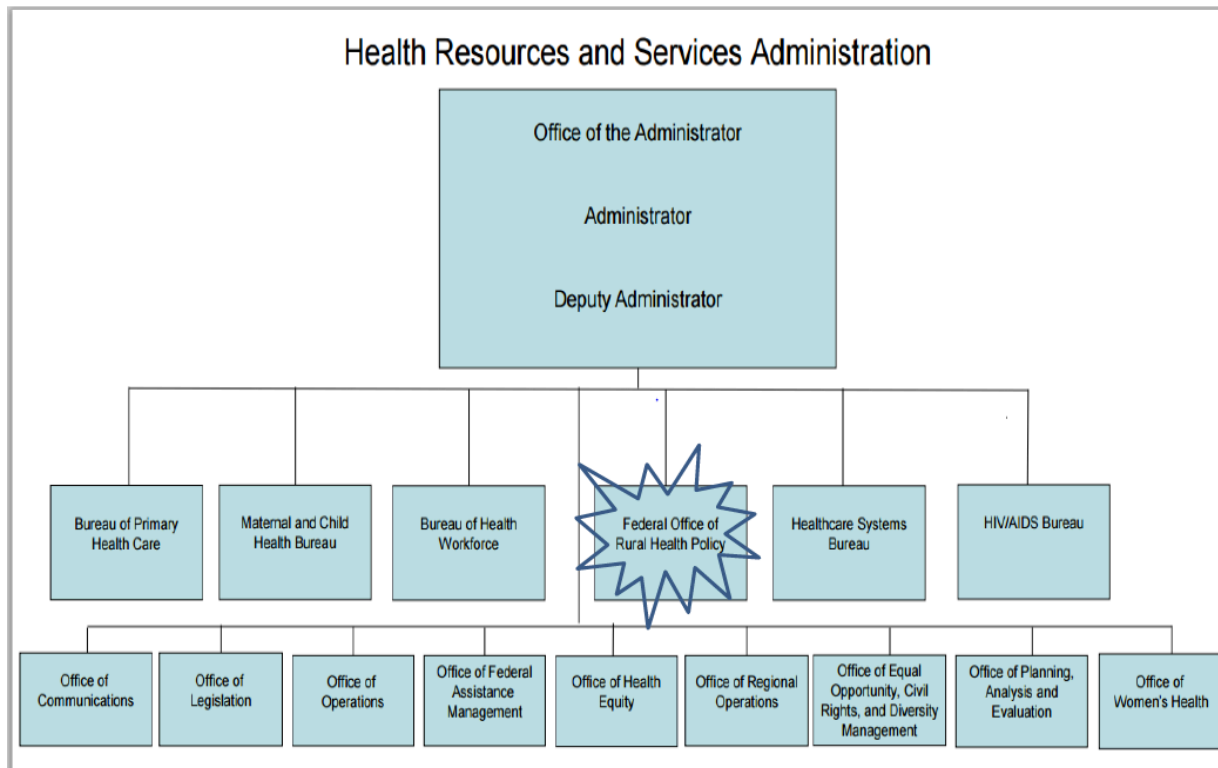 Health Resources and Services Administration
Office of the Administrator
Administrator
Deputy Administrator
Bureau of Primary
Health Care
Maternal and Child
Health Bureau
Bureau of Health
Workforce
Federal Office of
Rural Health Policy
Healthcare Systems
Bureau
HIV/AIDS Bureau
Office of
Communications
Office of
Legislation
Office of
Operations
Office of Federal
Assistance
Management
Office of Health
Equity
Office of Regional
Operations
Office of Equal
Opportunity, Civil
Rights, and Diversity
Management
Office of Planning,
Analysis and
Evaluation
Office of
Women's Health